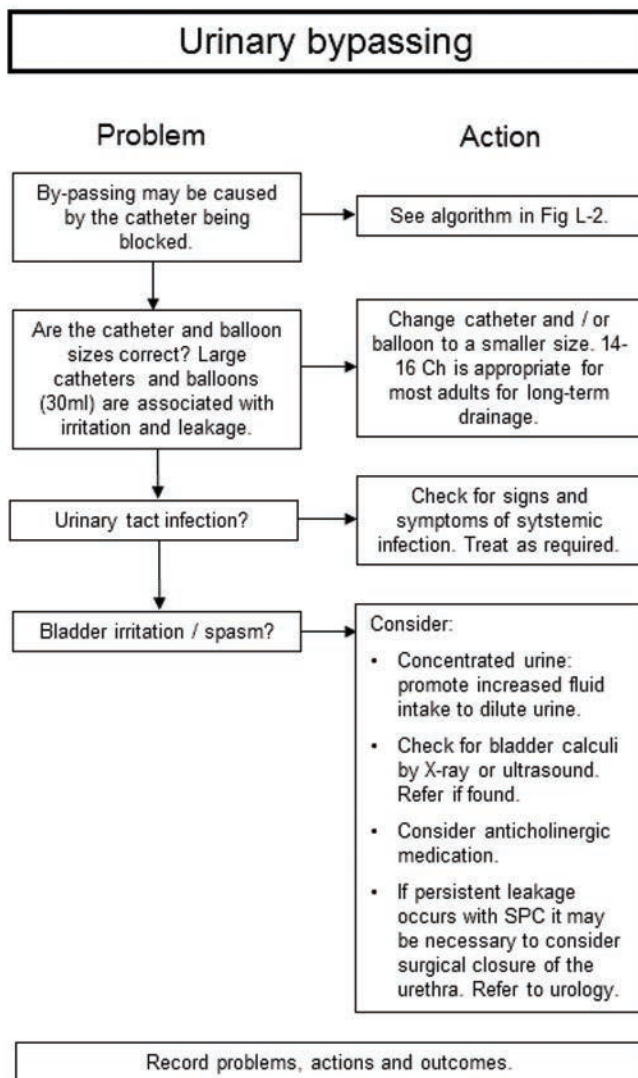 Urinary bypassing
Problem
Action
By-passing may be caused
by the catheter being
blocked.
See algorithm in Fig L-2.
Are the catheter and balloon
sizes correct? Large
catheters and balloons
(30ml) are associated with
irritation and leakage.
Change catheter and / or
balloon to a smaller size. 14-
16 Ch is appropriate for
most adults for long-term
drainage.
Urinary tact infection?
Check for signs and
symptoms of sytstemic
infection. Treat as required.
Bladder irritation / spasm?
Consider:
• Concentrated urine:
promote increased fluid
intake to dilute urine.
• Check for bladder calculi
by X-ray or ultrasound.
Refer if found.
• Consider anticholinergic
medication.
• If persistent leakage
occurs with SPC it may
be necessary to consider
surgical closure of the
urethra. Refer to urology.
Record problems, actions and outcomes.